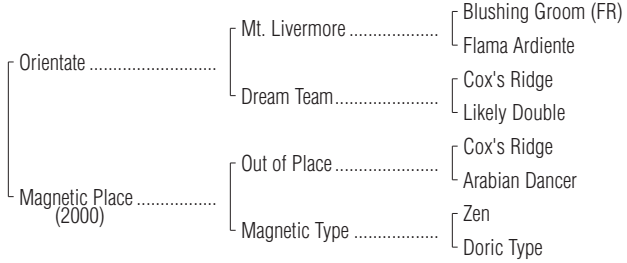 Blushing Groom (FR)
Mt. Livermore ......................
Flama Ardiente
Orientate ...........................
Cox's Ridge
Dream Team......................
Likely Double
Cox's Ridge
Out of Place ......................
Arabian Dancer
Magnetic Place .................
(2000)
Zen
Magnetic Type ..................
Doric Type